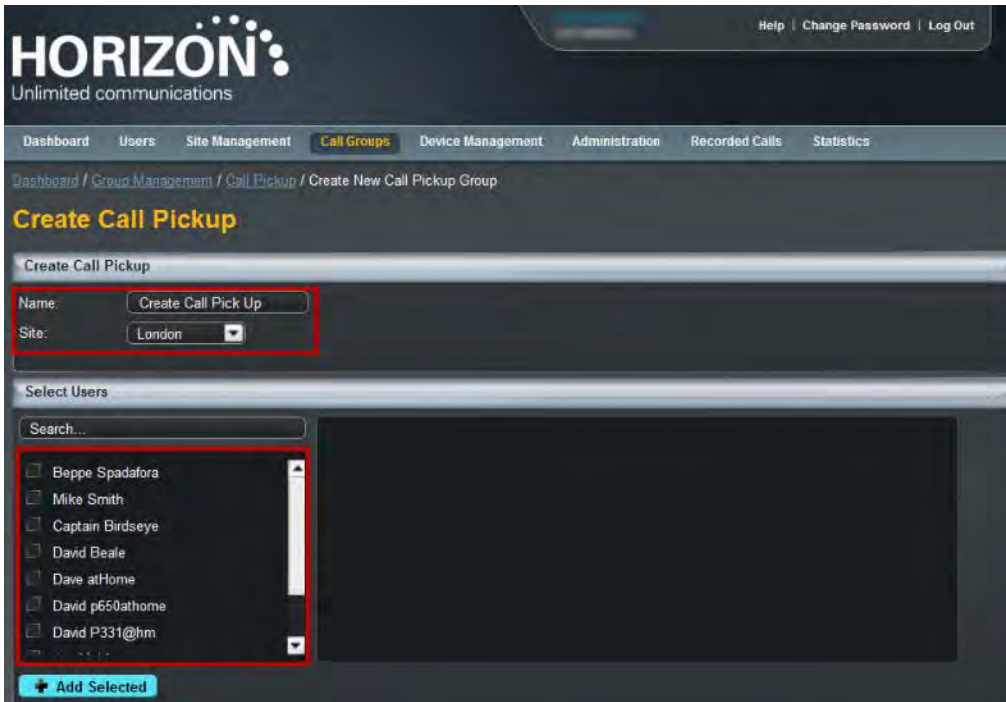 Help | Change Password | Log Out
HORIZON
Unlimited communications
Dashboard Users Site Management Call Groups Device Management Administration Recorded Calls Statistics
Dashboard / Group Management / Call Pickup / Create New Call Pickup Group
Create Call Pickup
Create Call Pickup
Name: Create Call Pick Up
Site: London
Select Users
Search...
Beppe Spadafora
Mike Smith
Captain Birdseye
David Beale
Dave atHome
David p650athome
David P331@hm
Add Selected